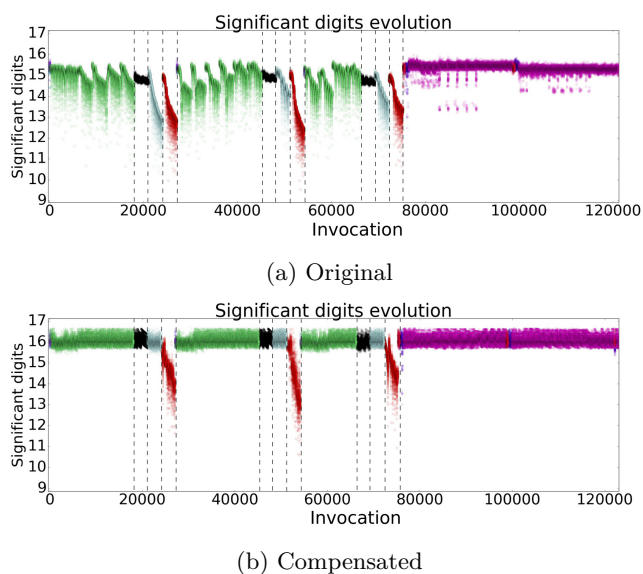 Significant digits evolution
17
16
15
14
13
12
11
10
9
Significant digits
0 20000 40000 60000 80000 100000 120000
Invocation
(a) Original
Significant digits evolution
17
16
15
14
13
12
11
10
9
Significant digits
0 20000 40000 60000 80000 100000 120000
Invocation
(b) Compensated